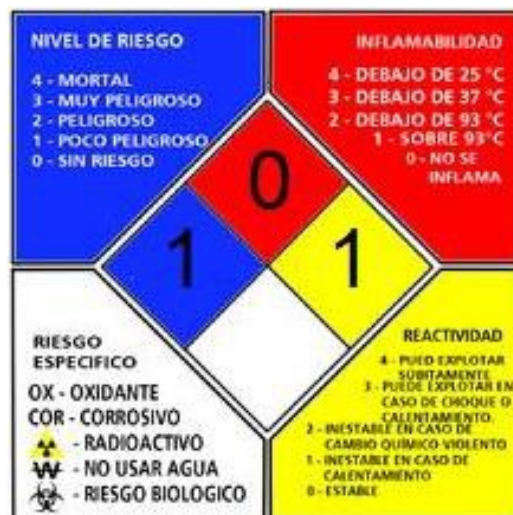 NIVEL DE RIESGO
4 - MORTAL
3 - MUY PELIGROSO
2 - PELIGROSO
1 - POCO PELIGROSO
0 - SIN RIESGO
INFLAMABILIDAD
4 - DEBAJO DE 25 °C
3 - DEBAJO DE 37 °C
2 - DEBAJO DE 93 °C
1 - SOBRE 93°C
0 - NO SE
INFLAMA
0
1
1
RIESGO
ESPECIFICO
OX - OXIDANTE
COR - CORROSIVO
- RADIOACTIVO
W - NO USAR AGUA
- RIESGO BIOLOGICO
REACTIVIDAD
4 - PUED EXPLOTAR
SUBITAMENTE
3 - PUEDE EXPLOTAR EN
CASO DE CHOQUE O
CALENTAMIENTO.
2 - INESTABLE EN CASO DE
CAMBIO QUÍMICO VIOLENTO
1 - INESTABLE EN CASO DE
CALENTAMIENTO
0 - ESTABLE